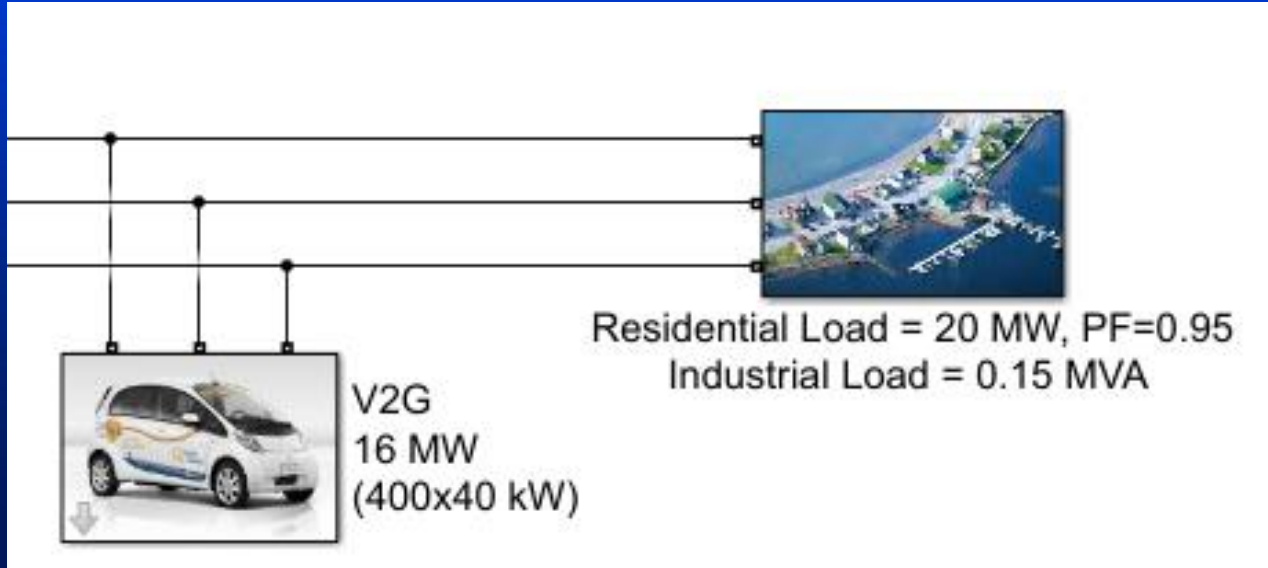 Residential Load = 20 MW, PF=0.95
Industrial Load = 0.15 MVA
V2G
16 MW
(400x40 kW)